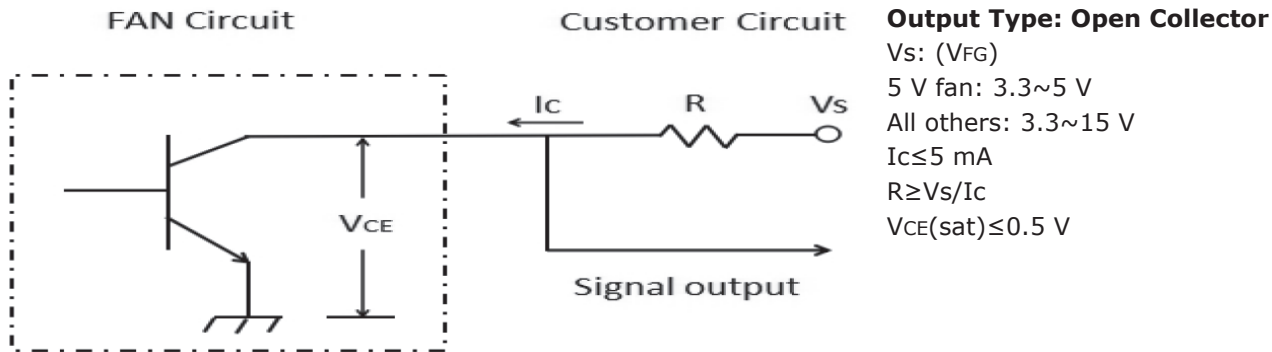 FAN Circuit
Customer Circuit
Ic
R
Vs
VCE
Signal output
Output Type: Open Collector
Vs: (VFG)
5 V fan: 3.3~5 V
All others: 3.3~15 V
Ic≤5 mA
R≥Vs/Ic
VCE(sat)≤0.5 V